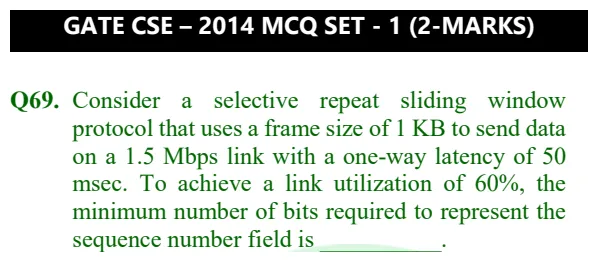 GATE CSE – 2014 MCQ SET - 1 (2-MARKS)
Q69. Consider a selective repeat sliding window
protocol that uses a frame size of 1 KB to send data
on a 1.5 Mbps link with a one-way latency of 50
msec. To achieve a link utilization of 60%, the
minimum number of bits required to represent the
sequence number field is ___________.